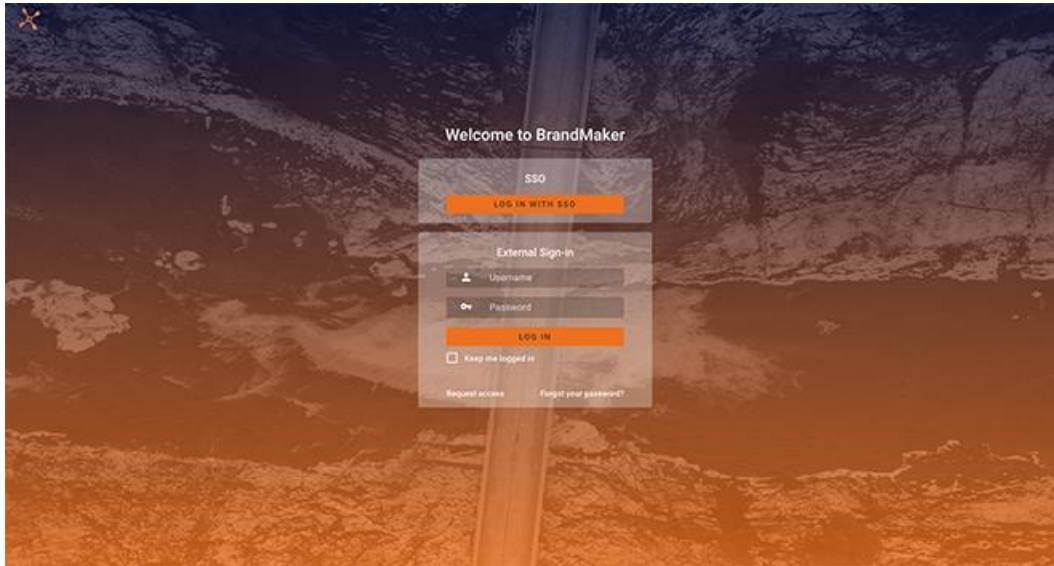 Welcome to BrandMaker
SSO
LOG IN WITH SSO
External Sign-in
Username
Password
LOG IN
Keep me logged in
Request access Forgot your password?